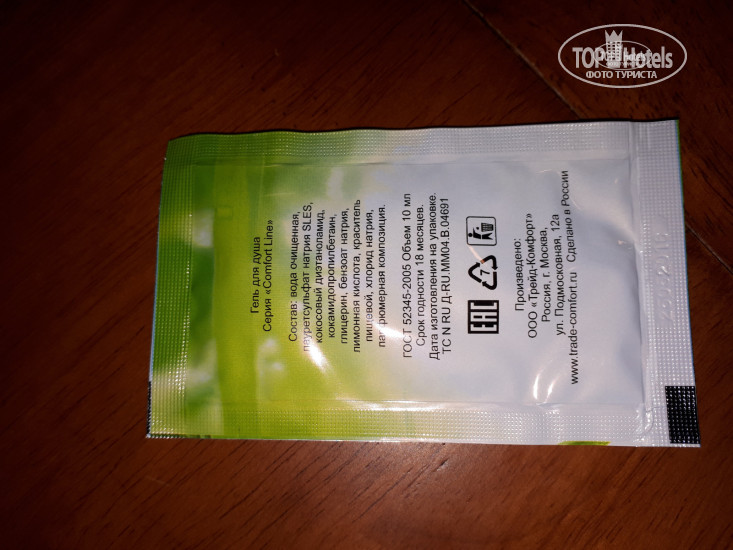 TOP Hotels
ФОТО ТУРИСТА
Гель для душа
Серия «Comfort Line»
Состав: вода очищенная,
лауретсульфат натрия SLES,
кокосовый диэтаноламид,
кокамидопропилбетаин,
глицерин, бензоат натрия,
лимонная кислота, краситель
пищевой, хлорид натрия,
парфюмерная композиция.
ГОСТ 52345-2005 Объем 10 мл
Срок годности 18 месяцев.
Дата изготовления на упаковке.
ТС N RU Д-RU.MM04.B.04691
EAC
7
Произведено:
ООО «Трейд-Комфорт»
Россия, г. Москва,
ул. Подмосковная, 12а
www.trade-comfort.ru Сделано в России